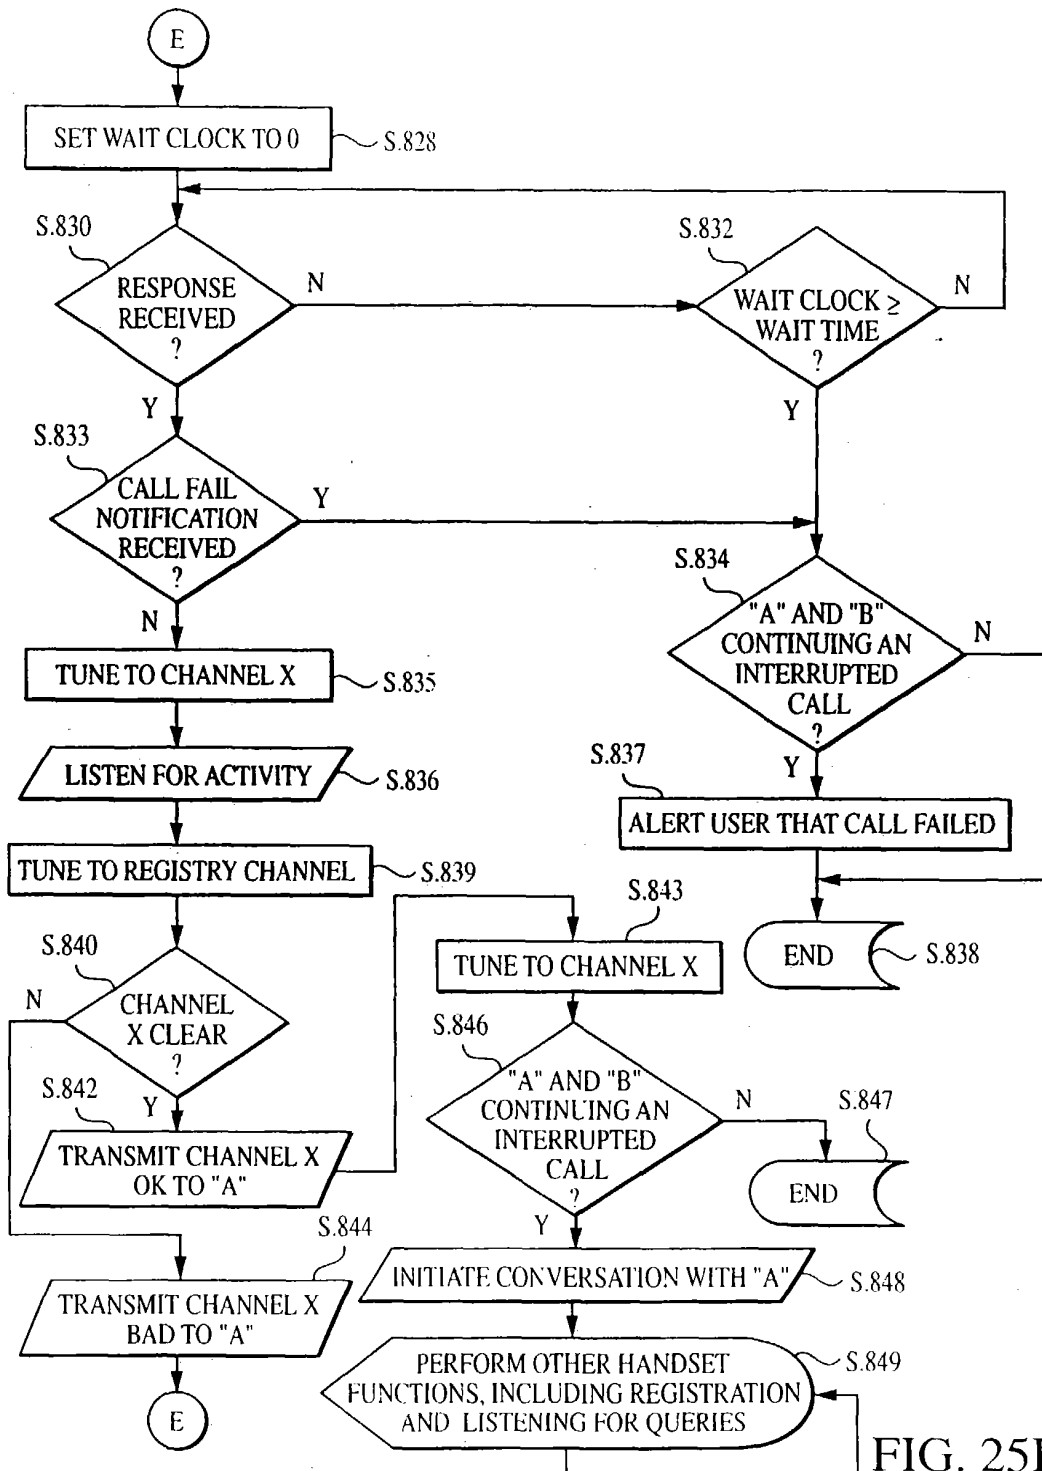 E
SET WAIT CLOCK TO 0
S.828
S.830
RESPONSE
RECEIVED
?
N
Y
S.832
WAIT CLOCK ≥
WAIT TIME
?
N
Y
S.833
CALL FAIL
NOTIFICATION
RECEIVED
?
Y
N
S.834
"A" AND "B"
CONTINUING AN
INTERRUPTED
CALL
?
N
Y
TUNE TO CHANNEL X
S.835
LISTEN FOR ACTIVITY
S.836
S.837
ALERT USER THAT CALL FAILED
TUNE TO REGISTRY CHANNEL
S.839
END
S.838
S.840
CHANNEL
X CLEAR
?
N
Y
S.843
TUNE TO CHANNEL X
S.842
TRANSMIT CHANNEL X
OK TO "A"
S.846
"A" AND "B"
CONTINUING AN
INTERRUPTED
CALL
?
N
Y
S.847
END
S.844
TRANSMIT CHANNEL X
BAD TO "A"
E
INITIATE CONVERSATION WITH "A"
S.848
PERFORM OTHER HANDSET
FUNCTIONS, INCLUDING REGISTRATION
AND LISTENING FOR QUERIES
S.849